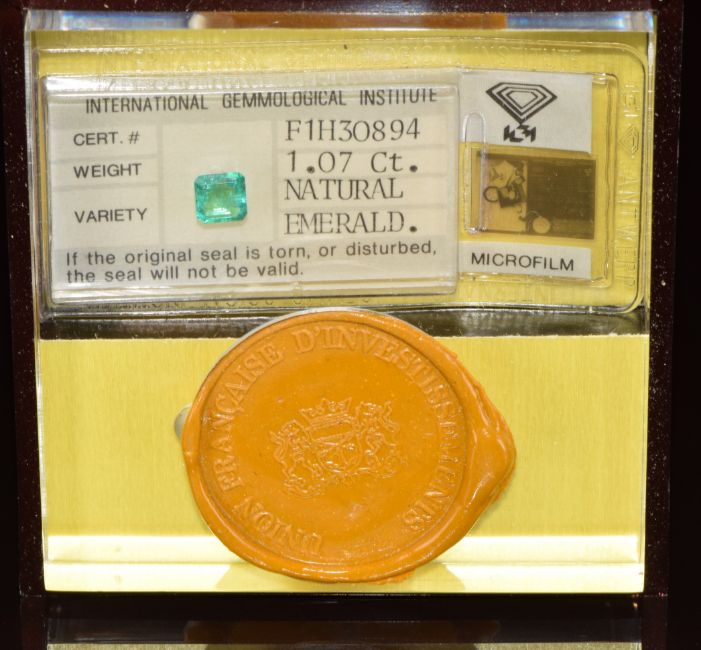 INTERNATIONAL GEMMOLOGICAL INSTITUTE
CERT. # F1H30894
WEIGHT 1.07 Ct.
VARIETY NATURAL
EMERALD.
If the original seal is torn, or disturbed,
the seal will not be valid.
MICROFILM
UNION FRANÇAISE D'INVESTISSEMENTS